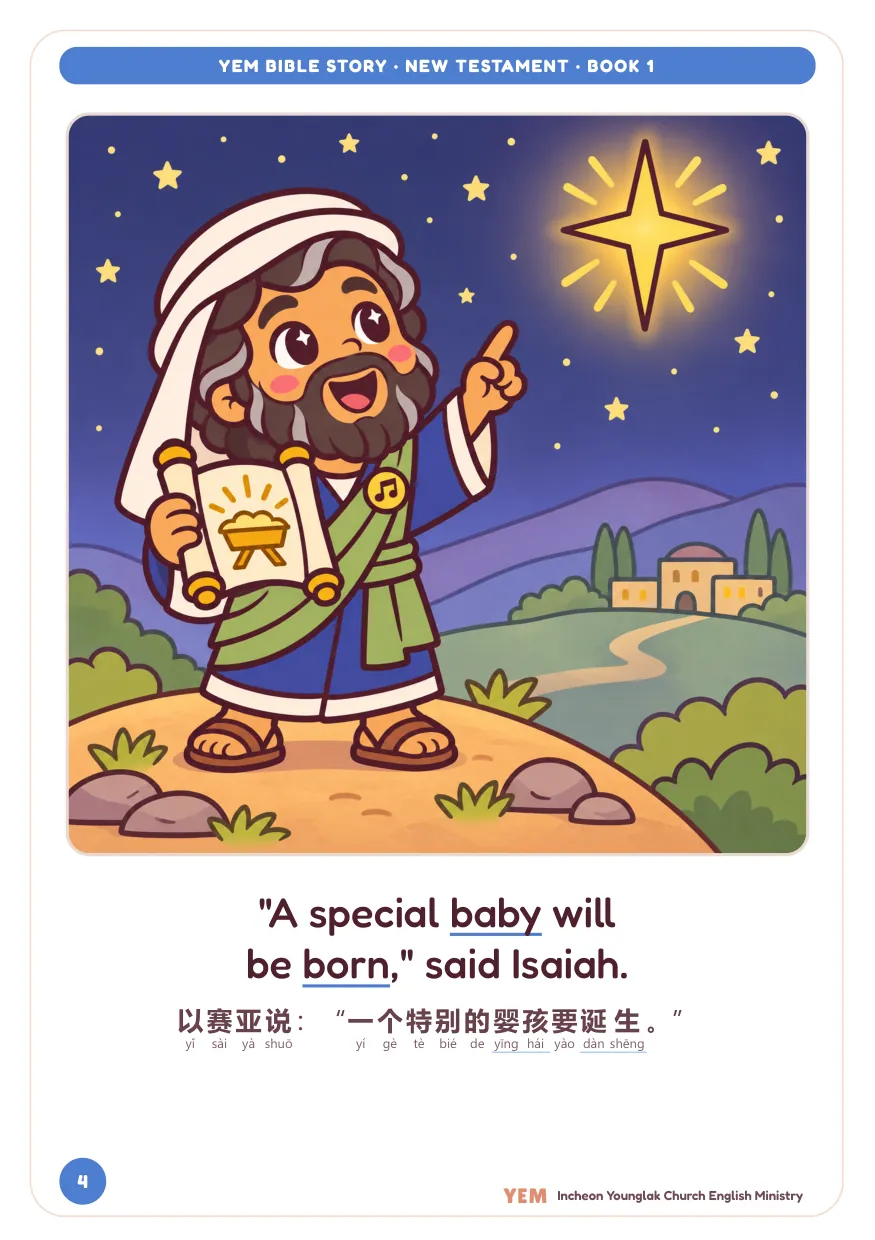 YEM BIBLE STORY · NEW TESTAMENT · BOOK 1
"A special baby will
be born," said Isaiah.
以赛亚说：“一个特别的婴孩要诞生。”
yǐ sài yà shuō yí gè tè bié de yīng hái yào dàn shēng
4
YEM Incheon Younglak Church English Ministry